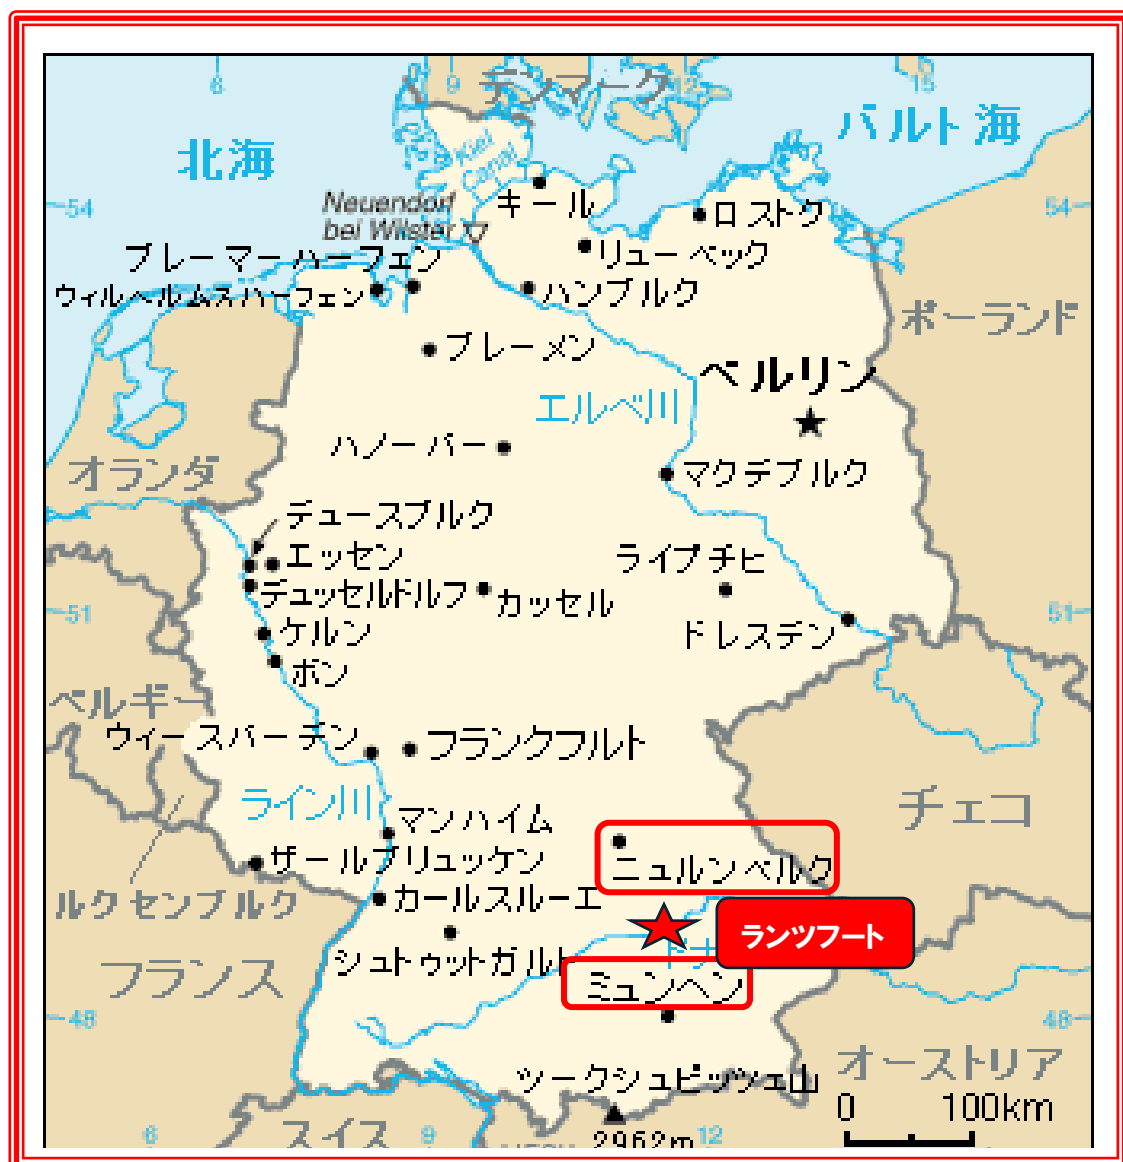 6
9
デンマーク
12
15
バルト海
北海
Kiel
Canal
54
Neuendorf
bei Wilster
キール
ロストク
54
ブレーマーハーフェン
リューベック
ウィルヘルムスハーフェン
ハンブルク
ポーランド
ブレーメン
ベルリン
エルベ川
ハノーバー
オランダ
マクデブルク
デュースブルク
エッセン
ライプチヒ
デュッセルドルフ
カッセル
51
51
ケルン
ドレスデン
ボン
ベルギー
ウィースバーデン
フランクフルト
ライン川
マンハイム
チェコ
ザールブリュッケン
ニュルンベルク
ルクセンブルク
カールスルーエ
ランツフート
シュトゥットガルト
ドナ
フランス
ミュンヘン
48
48
オーストリア
ツークシュピッツェ山
0 100km
6
スイス
9
2962m
12